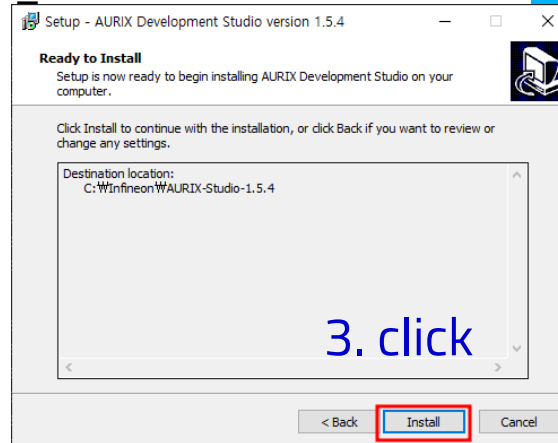 Setup - AURIX Development Studio version 1.5.4
Ready to Install
Setup is now ready to begin installing AURIX Development Studio on your
computer.
Click Install to continue with the installation, or click Back if you want to review or
change any settings.
Destination location:
C:₩Infineon₩AURIX-Studio-1.5.4
3. click
< Back
Install
Cancel